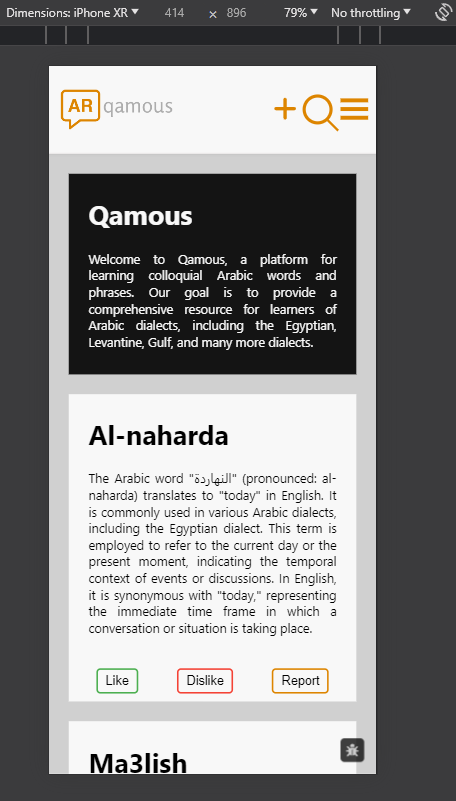 Dimensions: iPhone XR ▼ 414 × 896 79% ▼ No throttling ▼
AR qamous
Qamous
Welcome to Qamous, a platform for
learning colloquial Arabic words and
phrases. Our goal is to provide a
comprehensive resource for learners of
Arabic dialects, including the Egyptian,
Levantine, Gulf, and many more dialects.
Al-naharda
The Arabic word "النهاردة" (pronounced: al-
naharda) translates to "today" in English. It
is commonly used in various Arabic dialects,
including the Egyptian dialect. This term is
employed to refer to the current day or the
present moment, indicating the temporal
context of events or discussions. In English,
it is synonymous with "today," representing
the immediate time frame in which a
conversation or situation is taking place.
Like Dislike Report
Ma3lish